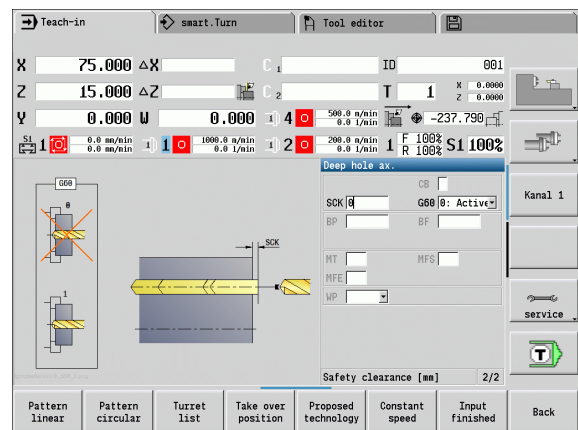 Teach-in smart.Turn Tool editor
X 75.000 △X C 1 ID 001
Z 15.000 △Z C 2 T 1 X 0.0000 Z 0.0000
Y 0.000 W 0.000 4 500.0 m/min 0.0 1/min -237.790
S1 1 0.0 mm/min 0.0 m/min 1 1000.0 m/min 0.0 1/min 2 200.0 m/min 0.0 1/min 1 F 100% R 100% S1 100%
Deep hole ax.
CB
SCK 0 G60 0: Active
BP BF
MT MFS
MFE
WP
G60
0
1
SCK
Safety clearance [mm] 2/2
Kanal 1
service
T
Pattern linear
Pattern circular
Turret list
Take over position
Proposed technology
Constant speed
Input finished
Back